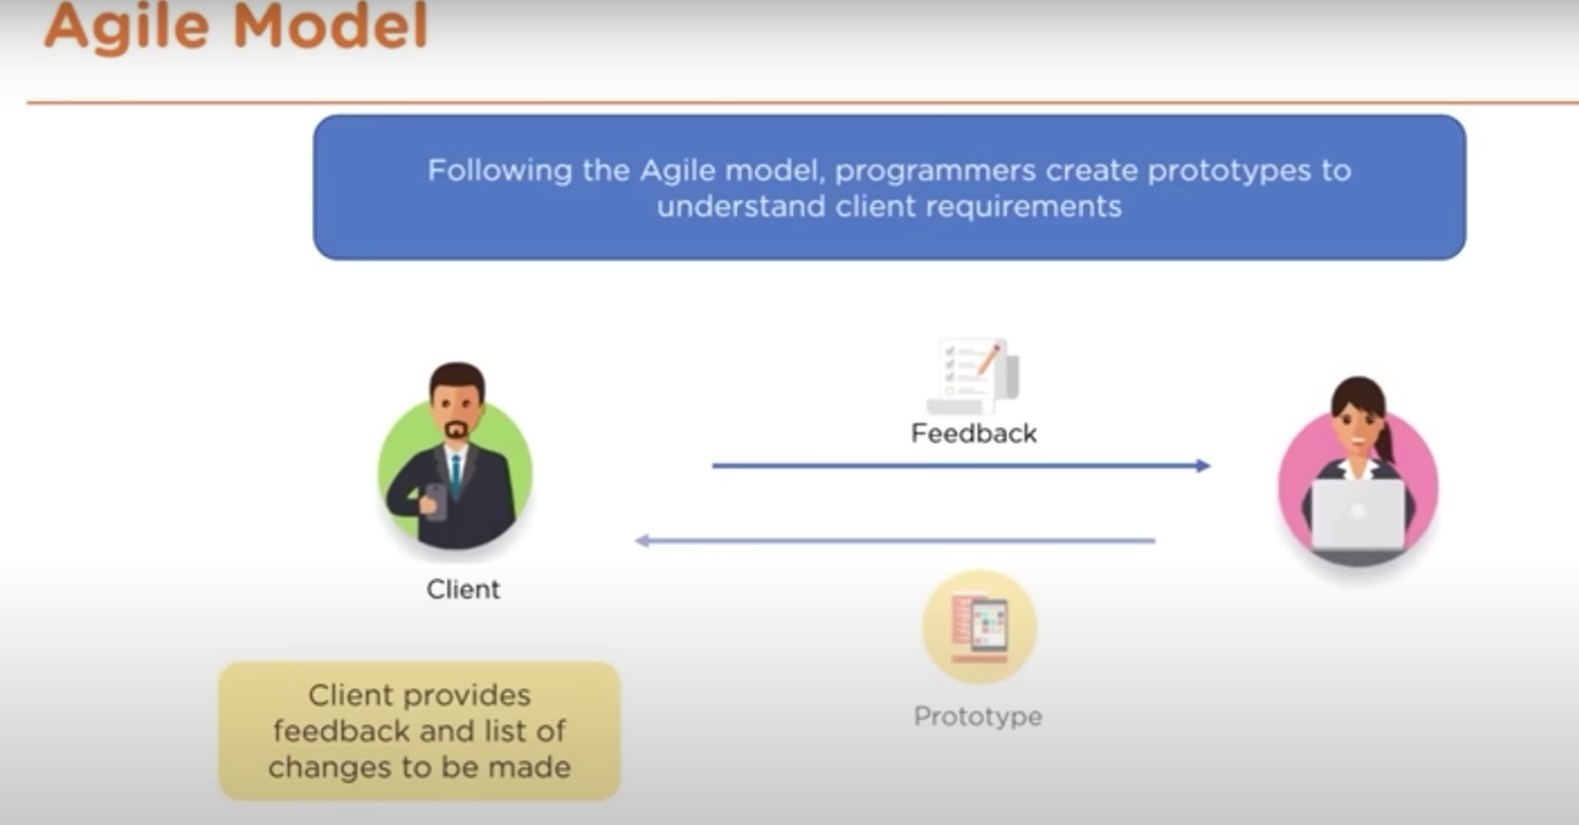 Agile Model
Following the Agile model, programmers create prototypes to
understand client requirements
Feedback
Client
Prototype
Client provides
feedback and list of
changes to be made